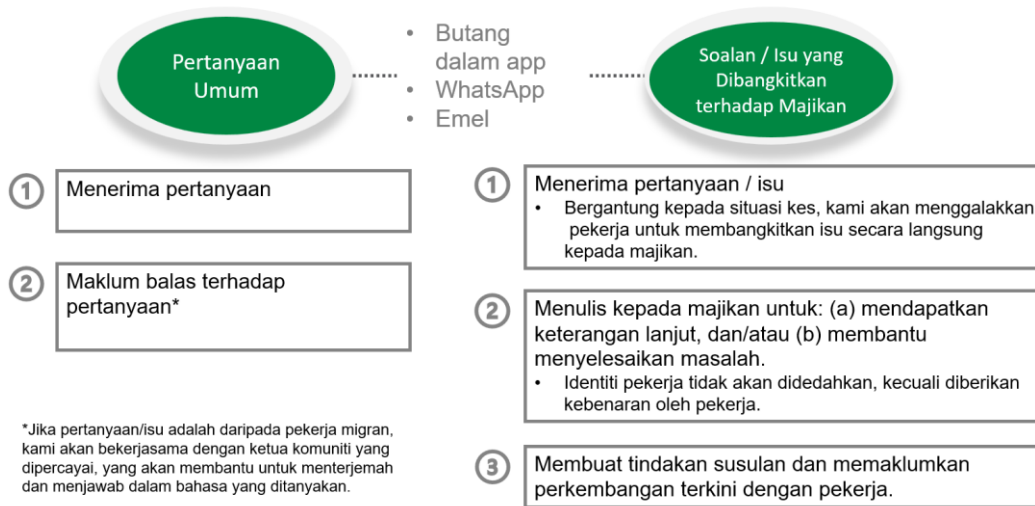 Pertanyaan
Umum
• Butang
dalam app
• WhatsApp
• Emel
Soalan / Isu yang
Dibangkitkan
terhadap Majikan
1
Menerima pertanyaan
2
Maklum balas terhadap
pertanyaan*
*Jika pertanyaan/isu adalah daripada pekerja migran,
kami akan bekerjasama dengan ketua komuniti yang
dipercayai, yang akan membantu untuk menterjemah
dan menjawab dalam bahasa yang ditanyakan.
1
Menerima pertanyaan / isu
• Bergantung kepada situasi kes, kami akan menggalakkan
pekerja untuk membangkitkan isu secara langsung
kepada majikan.
2
Menulis kepada majikan untuk: (a) mendapatkan
keterangan lanjut, dan/atau (b) membantu
menyelesaikan masalah.
• Identiti pekerja tidak akan didedahkan, kecuali diberikan
kebenaran oleh pekerja.
3
Membuat tindakan susulan dan memaklumkan
perkembangan terkini dengan pekerja.